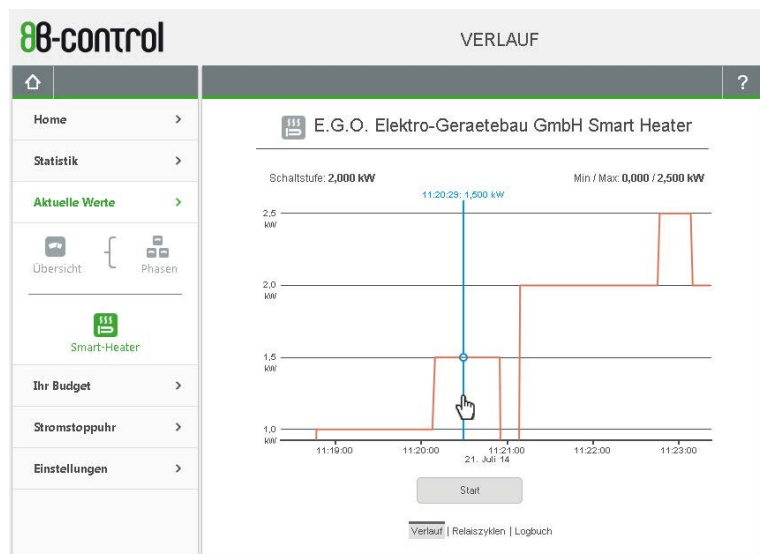 BB-control
VERLAUF
?
Home
Statistik
Aktuelle Werte
Übersicht
Phasen
Smart-Heater
Ihr Budget
Stromstoppuhr
Einstellungen
E.G.O. Elektro-Geraetebau GmbH Smart Heater
Schaltstufe: 2,000 kW
Min / Max: 0,000 / 2,500 kW
11:20:29: 1,500 kW
2,5
kW
2,0
kW
1,5
kW
1,0
kW
11:19:00 11:20:00 11:21:00 11:22:00 11:23:00
21. Juli 14
Start
Verlauf | Relaiszyklen | Logbuch